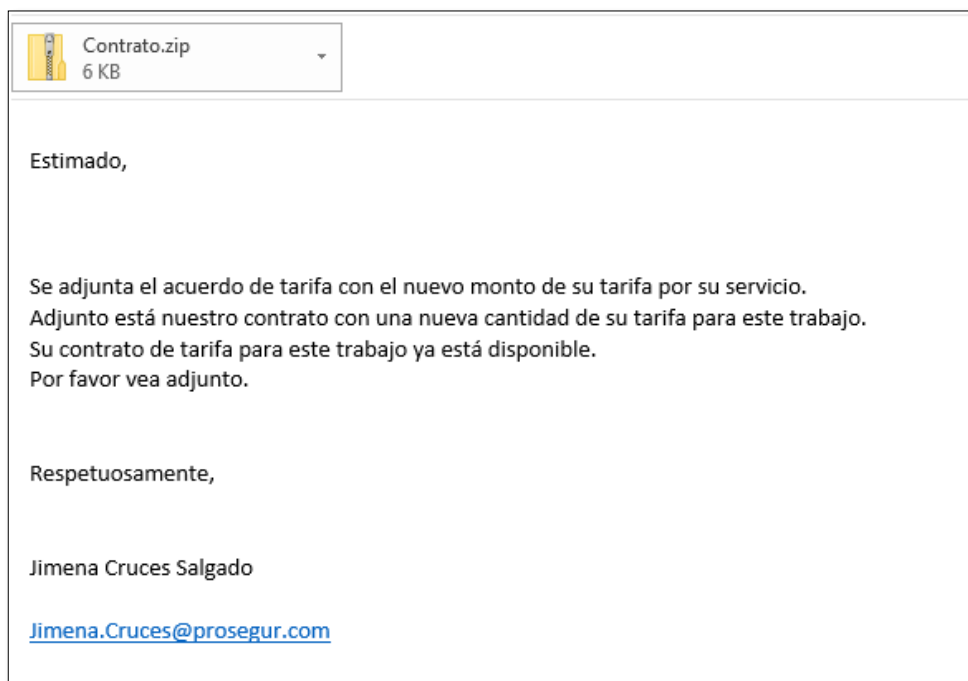 Contrato.zip
6 KB
Estimado,
Se adjunta el acuerdo de tarifa con el nuevo monto de su tarifa por su servicio.
Adjunto está nuestro contrato con una nueva cantidad de su tarifa para este trabajo.
Su contrato de tarifa para este trabajo ya está disponible.
Por favor vea adjunto.
Respetuosamente,
Jimena Cruces Salgado
Jimena.Cruces@prosegur.com